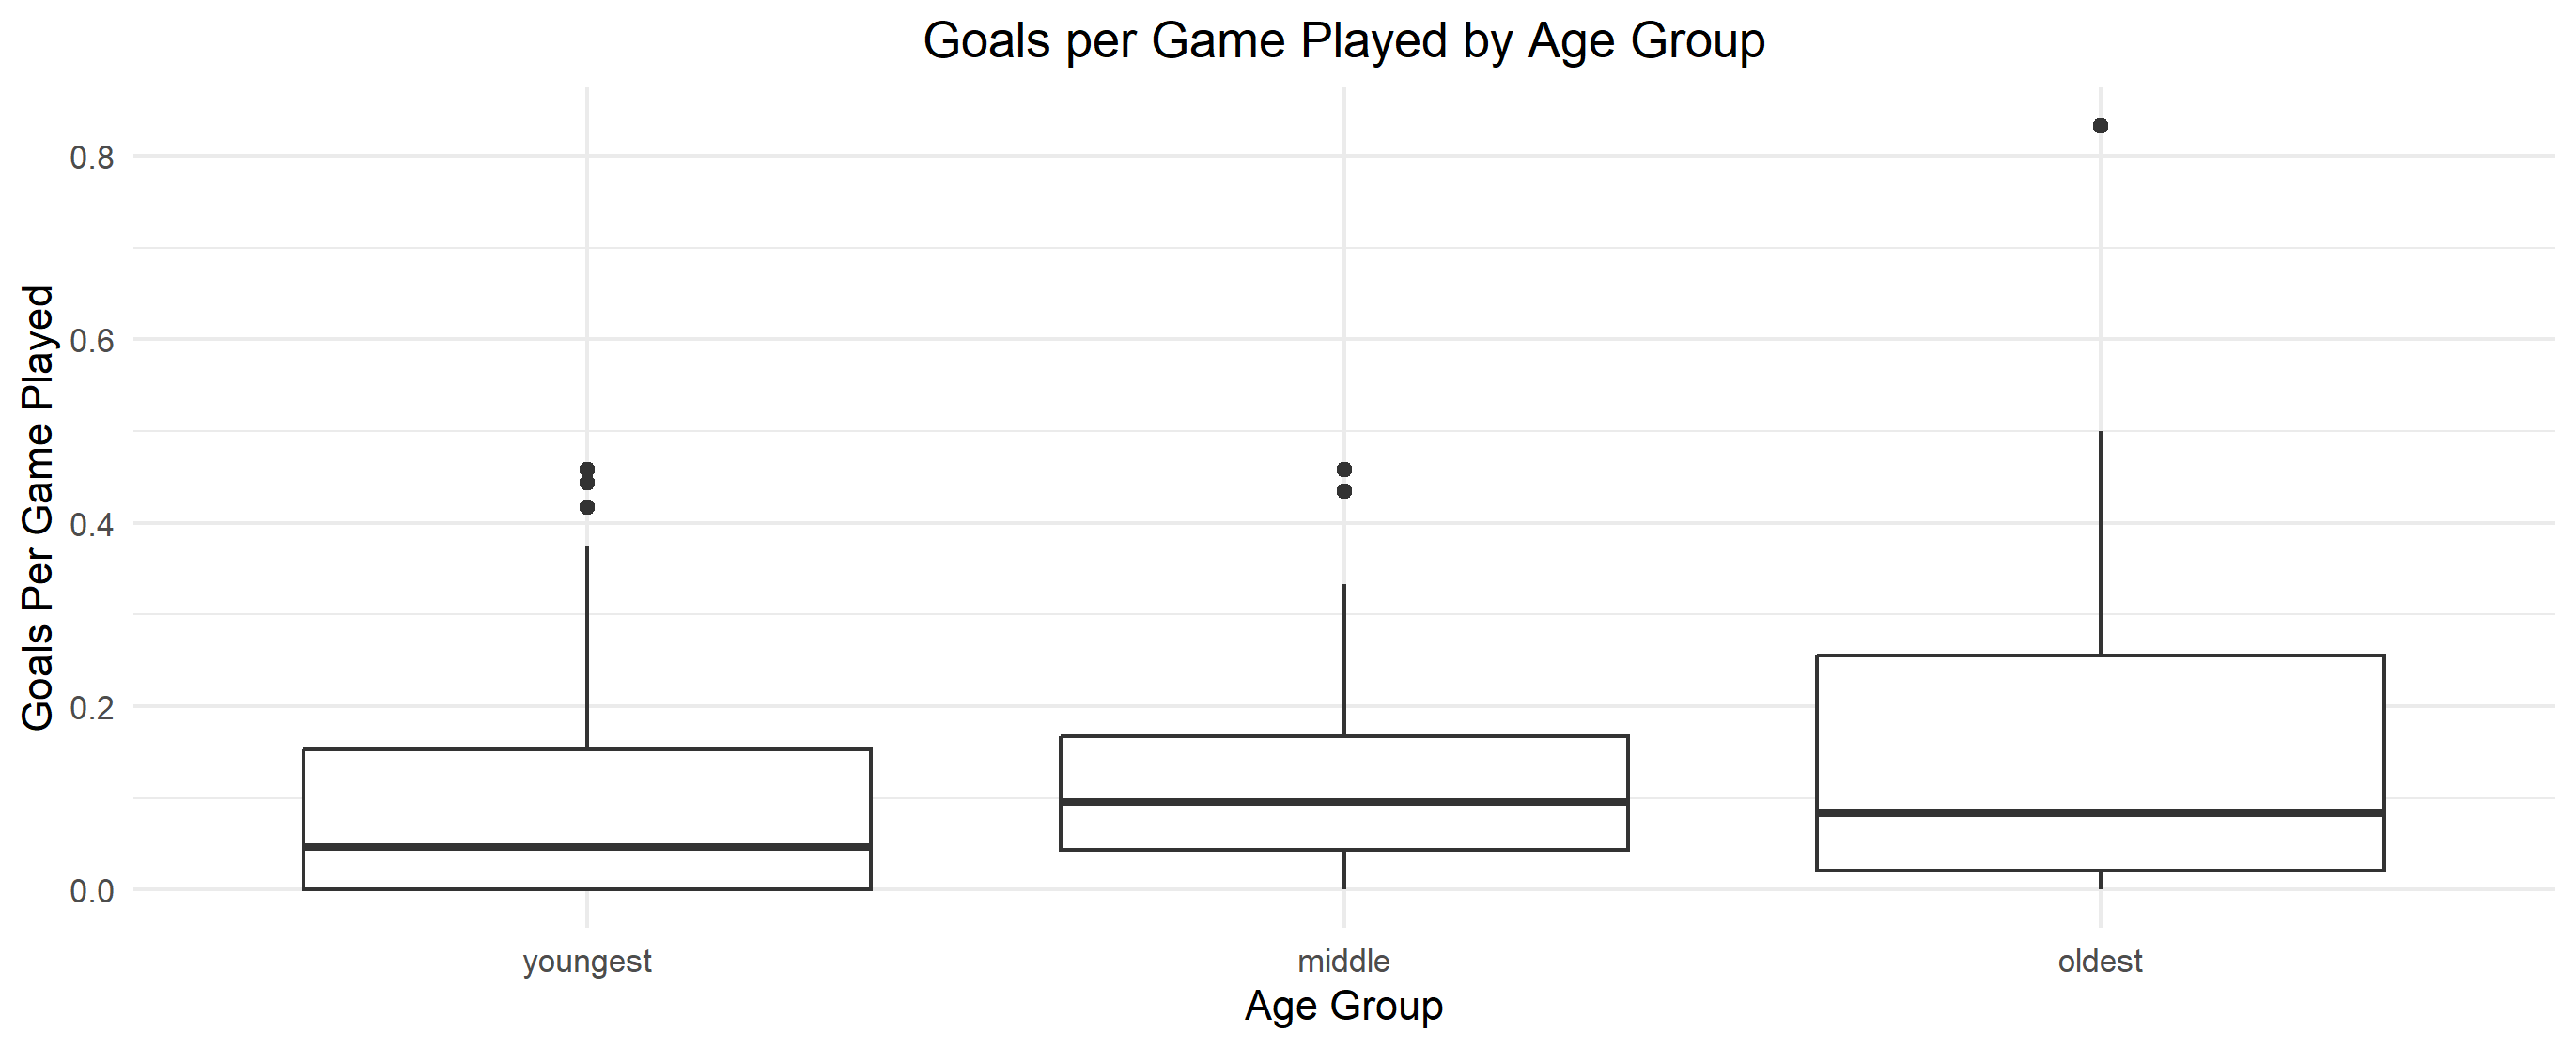 Goals per Game Played by Age Group
Goals Per Game Played
0.8
0.6
0.4
0.2
0.0
youngest
middle
oldest
Age Group